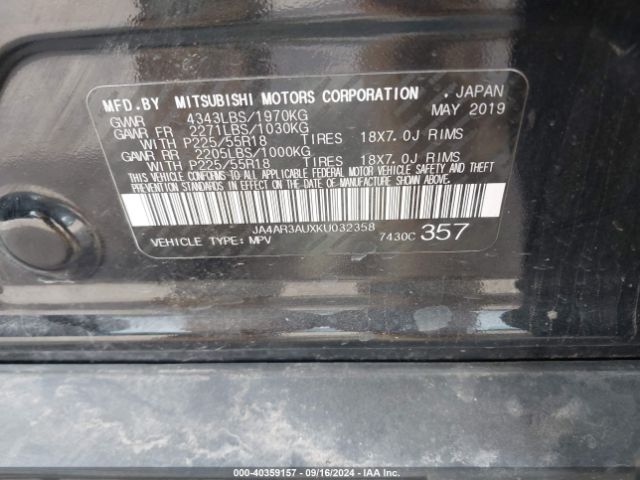 MFD.BY MITSUBISHI MOTORS CORPORATION . JAPAN
GVWR 4343LBS/1970KG MAY 2019
GAWR FR 2271LBS/1030KG
WITH P225/55R18 TIRES 18X7.0J RIMS
GAWR RR 2205LBS/1000KG
WITH P225/55R18 TIRES 18X7.0J RIMS
THIS VEHICLE CONFORMS TO ALL APPLICABLE FEDERAL MOTOR VEHICLE SAFETY AND THEFT
PREVENTION STANDARDS IN EFFECT ON THE DATE OF MANUFACTURE SHOWN ABOVE.
JA4AR3AUXKU032358
VEHICLE TYPE: MPV 7430C 357
000-40359157 - 09/16/2024 - IAAI.COM